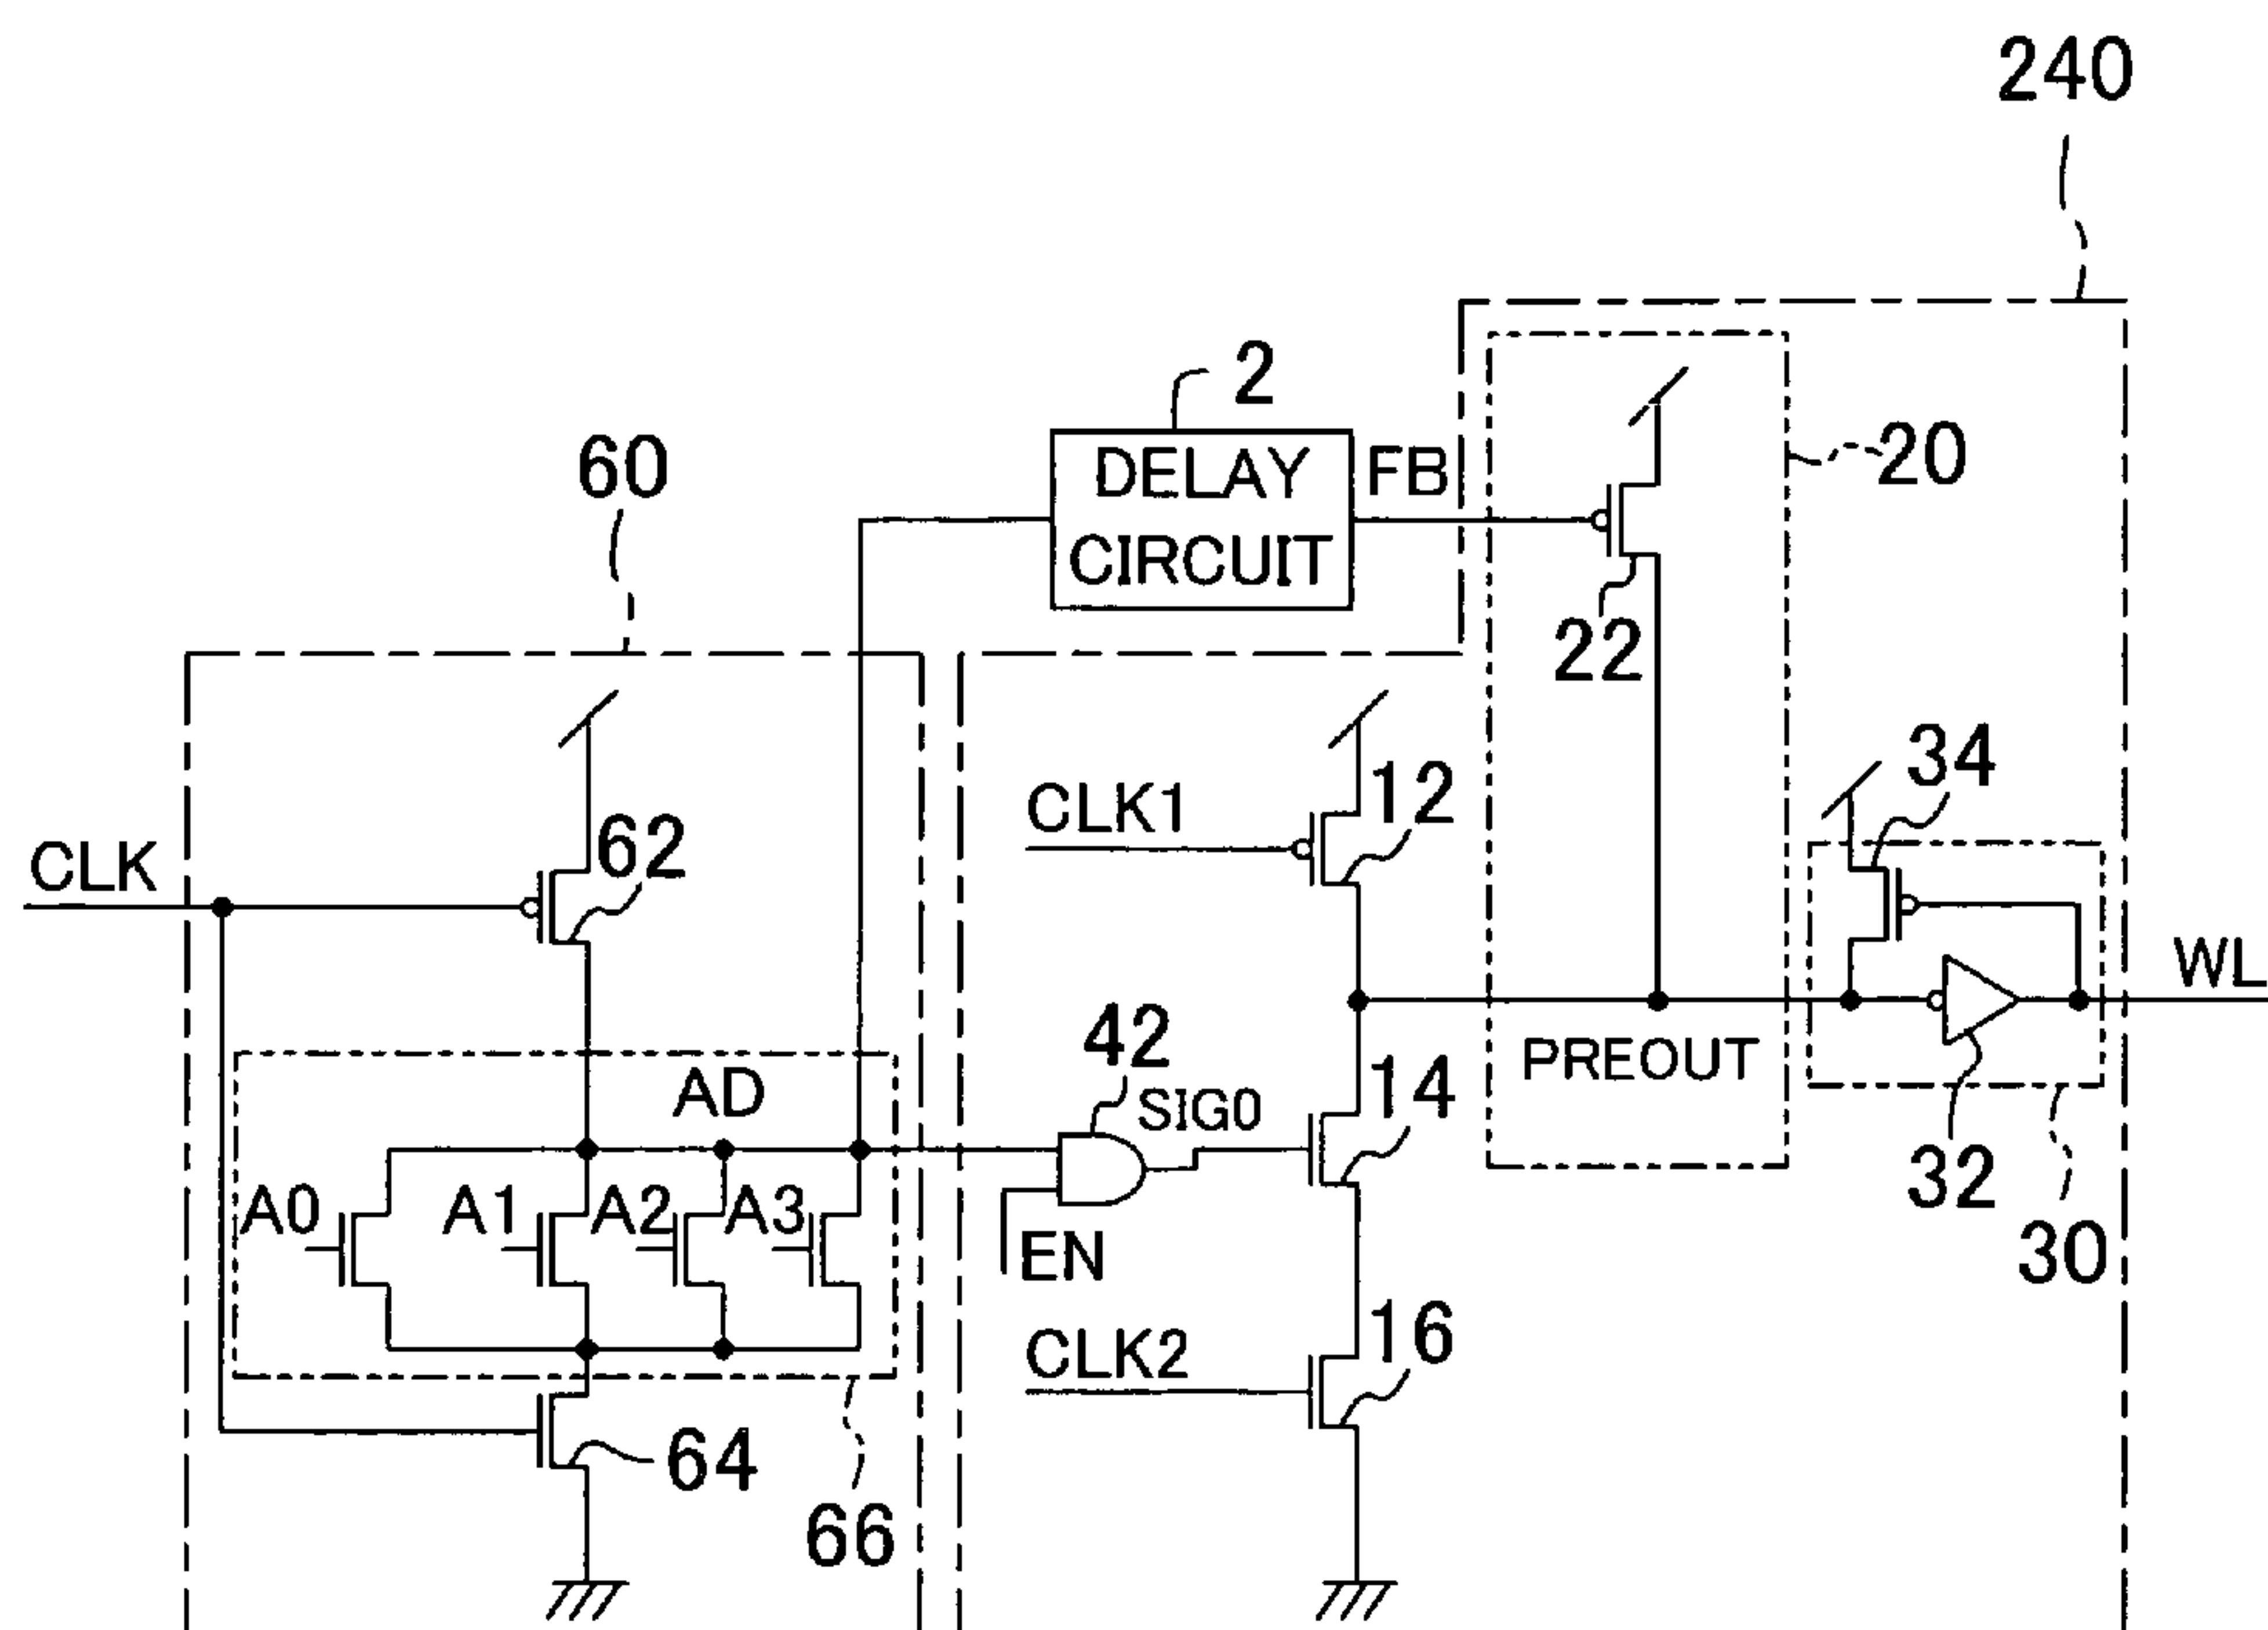 240
2
DELAY
CIRCUIT
FB
20
60
22
34
CLK1
12
CLK
62
WL
42
AD
SIG0
14
PREOUT
A0
A1
A2
A3
EN
32
30
CLK2
16
64
66